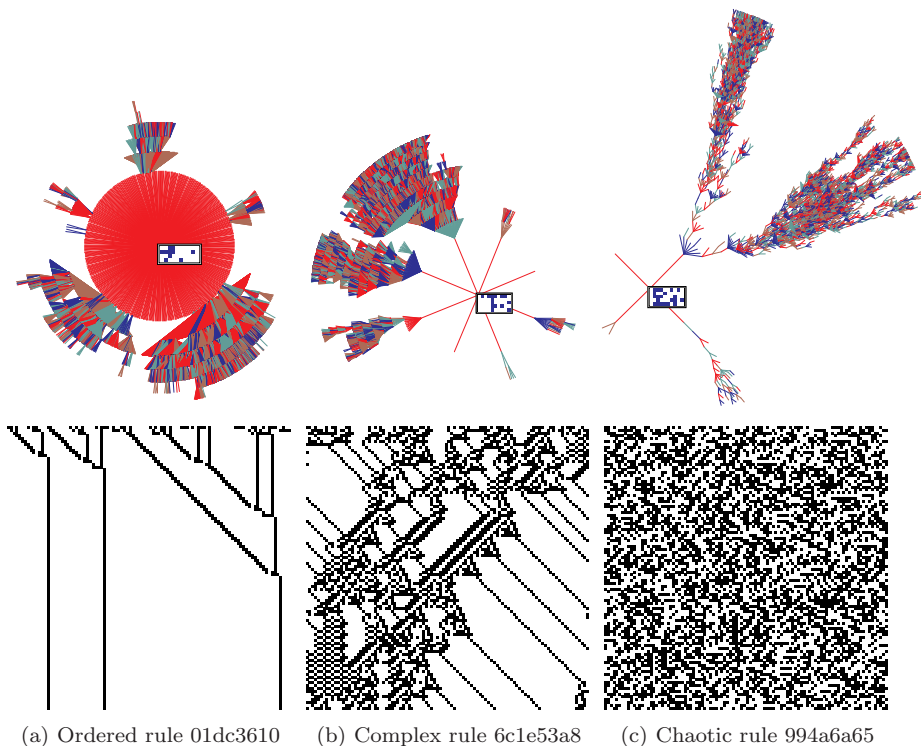 (a) Ordered rule 01dc3610
(b) Complex rule 6c1e53a8
(c) Chaotic rule 994a6a65